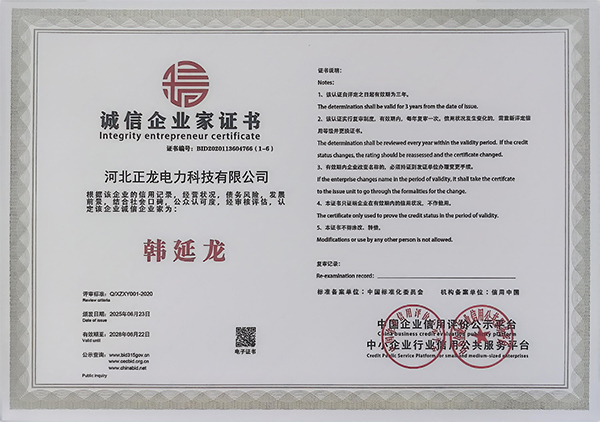 诚信企业家证书
Integrity entrepreneur certificate
证书编号:BID2020113604766(1-6)
河北正龙电力科技有限公司
根据该企业的信用记录,经营状况,债务风险,发展
前景,结合社会口碑,公众认可度,经审核评估,认
定该企业诚信企业家为:
韩延龙
评审标准:Q/XZXY001-2020
Review criteria
颁发日期:2025年06月23日
Date of issue
有效期至:2028年06月22日
Valid until
公示查询:www.bid315gov.cn
www.cecbid.org.cn
www.chinabid.net
Public inquiry
电子证书
证书说明:
Notes:
1、该认证自评定之日起有效期为三年。
The determination shall be valid for 3 years from the date of issue.
2、该认证实行复审制度,有效期内,每年复审一次,信用状况发生变化的,需重新评定信
用等级并更换证书。
The determination shall be reviewed every year within the validity period. If the credit
status changes, the rating should be reassessed and the certificate changed.
3、有效期内企业改变名称的,必须持证到发证单位办理变更手续。
If the enterprise changes name in the period of validity, It shall take the certifcate
to the issue unit to go through the formalities for the change.
4、本证书只证明企业在有效期内的信用状况,不作他用。
The certificate only used to prove the credit status in the period of validity.
5、本证书不得涂改、转借。
Modifications or use by any other person is not allowed.
复审记录:
Re-examination record:
标准备案单位:中国标准化委员会 机构备案单位:信用中国
中国企业信用评价公示平台
China business credit evaluation publicity platform
中小企业行业信用公共服务平台
Credit Public Service Platform for small and medium-sized enterprises